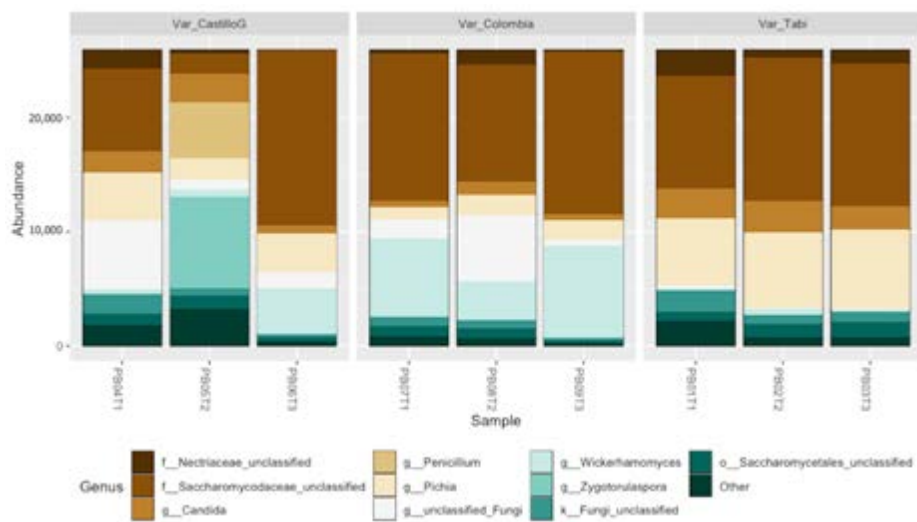 Var_CastilloG Var_Colombia Var_Tabi
Abundance
20,000
10,000
0
PB04T1 PB05T2 PB06T3 PB07T1 PB08T2 PB09T3 PB01T1 PB02T2 PB03T3
Sample
Genus
f__Nectriaceae_unclassified g__Penicillium g__Wickerhamomyces o__Saccharomycetales_unclassified
f__Saccharomycodaceae_unclassified g__Pichia g__Zygotorulaspora Other
g__Candida g__unclassified_Fungi k__Fungi_unclassified